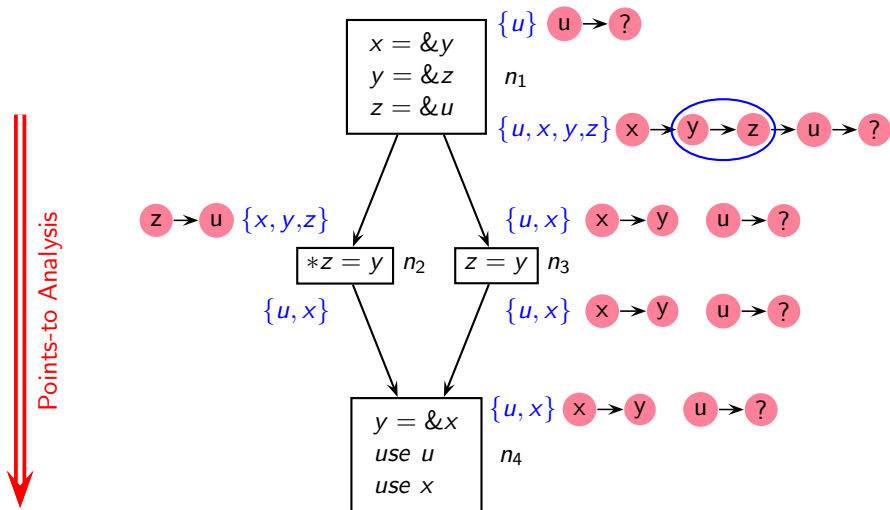 {u} u ?
x = &y
y = &z
z = &u
n1
{u, x, y,z} x y z u ?
z u {x, y,z}
{u, x} x y u ?
*z = y n2
z = y n3
{u, x}
{u, x} x y u ?
{u, x} x y u ?
y = &x
use u
use x
n4
Points-to Analysis